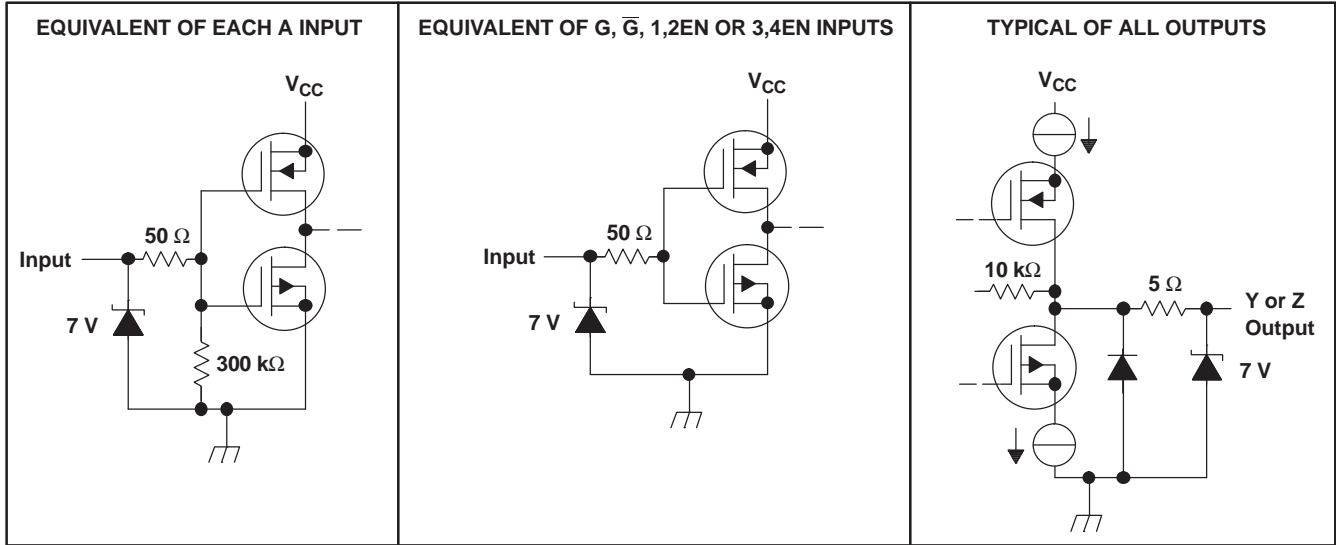 EQUIVALENT OF EACH A INPUT
VCC
50 Ω
Input
7 V
300 kΩ
EQUIVALENT OF G, G̅, 1,2EN OR 3,4EN INPUTS
VCC
50 Ω
Input
7 V
TYPICAL OF ALL OUTPUTS
VCC
10 kΩ
5 Ω
Y or Z
Output
7 V